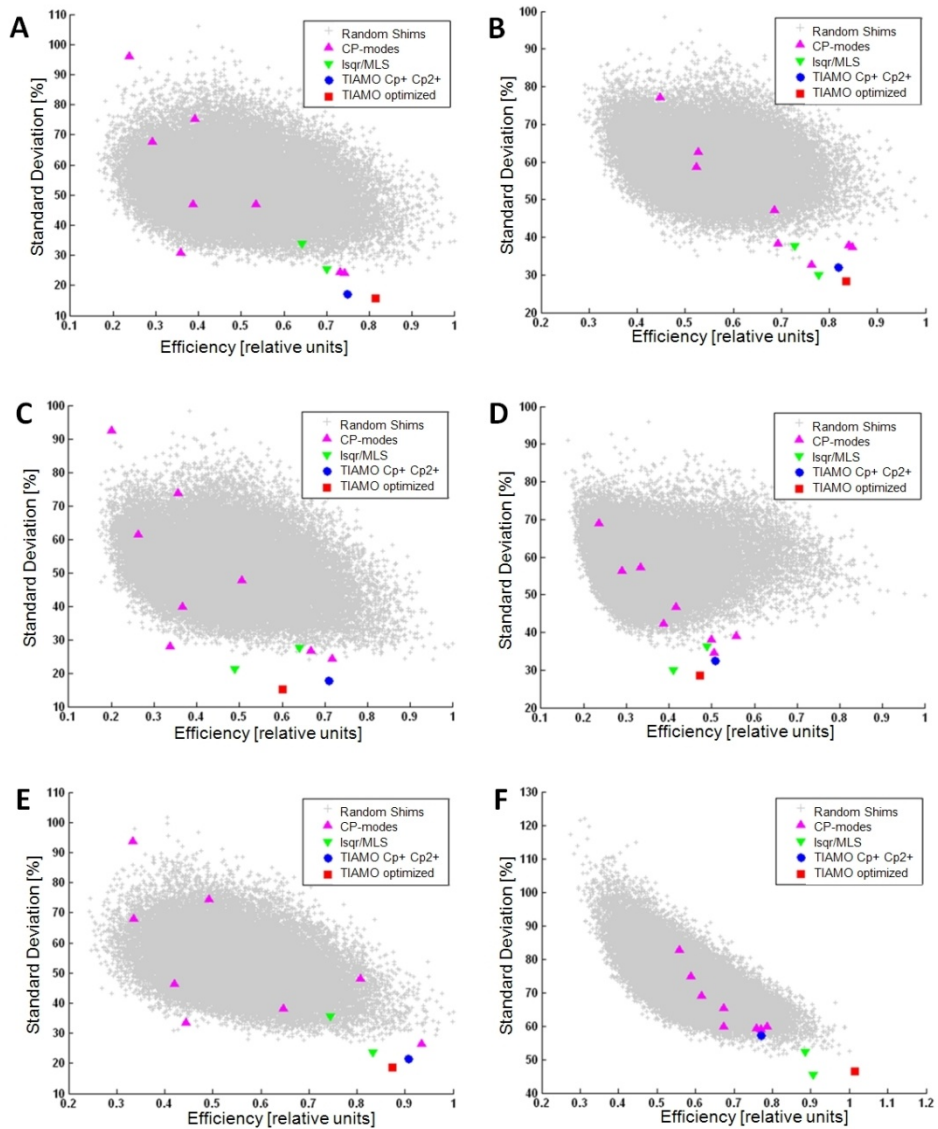 A
Standard Deviation [%]
110
100
90
80
70
60
50
40
30
20
10
0.1 0.2 0.3 0.4 0.5 0.6 0.7 0.8 0.9 1
Efficiency [relative units]
Random Shims
CP-modes
lsqr/MLS
TIAMO Cp+ Cp2+
TIAMO optimized
B
Standard Deviation [%]
100
90
80
70
60
50
40
30
20
0.2 0.3 0.4 0.5 0.6 0.7 0.8 0.9 1
Efficiency [relative units]
Random Shims
CP-modes
lsqr/MLS
TIAMO Cp+ Cp2+
TIAMO optimized
C
Standard Deviation [%]
100
90
80
70
60
50
40
30
20
10
0.1 0.2 0.3 0.4 0.5 0.6 0.7 0.8 0.9 1
Efficiency [relative units]
Random Shims
CP-modes
lsqr/MLS
TIAMO Cp+ Cp2+
TIAMO optimized
D
Standard Deviation [%]
100
90
80
70
60
50
40
30
20
0.1 0.2 0.3 0.4 0.5 0.6 0.7 0.8 0.9 1
Efficiency [relative units]
Random Shims
CP-modes
lsqr/MLS
TIAMO Cp+ Cp2+
TIAMO optimized
E
Standard Deviation [%]
110
100
90
80
70
60
50
40
30
20
10
0.2 0.3 0.4 0.5 0.6 0.7 0.8 0.9 1
Efficiency [relative units]
Random Shims
CP-modes
lsqr/MLS
TIAMO Cp+ Cp2+
TIAMO optimized
F
Standard Deviation [%]
130
120
110
100
90
80
70
60
50
40
0.2 0.3 0.4 0.5 0.6 0.7 0.8 0.9 1 1.1 1.2
Efficiency [relative units]
Random Shims
CP-modes
lsqr/MLS
TIAMO Cp+ Cp2+
TIAMO optimized